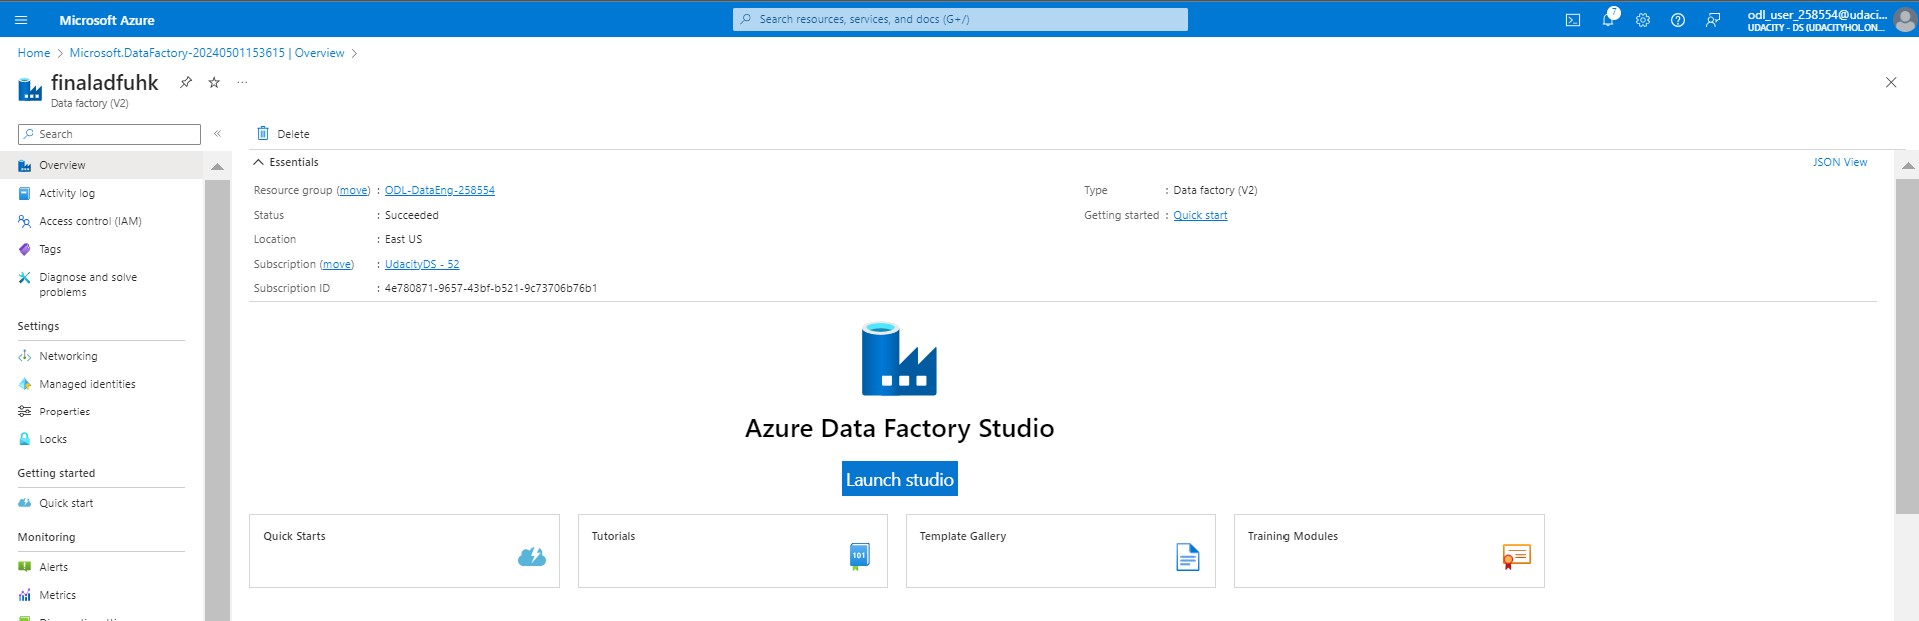 Microsoft Azure
Search resources, services, and docs (G+/)
7
odl_user_258554@udaci...
UDACITY - DS (UDACITYHOL.ON...
Home > Microsoft.DataFactory-20240501153615 | Overview >
finaladfuhk
Data factory (V2)
Search
Overview
Activity log
Access control (IAM)
Tags
Diagnose and solve
problems
Settings
Networking
Managed identities
Properties
Locks
Getting started
Quick start
Monitoring
Alerts
Metrics
Delete
Essentials
JSON View
Resource group (move) : ODL-DataEng-258554
Status : Succeeded
Location : East US
Subscription (move) : UdacityDS - 52
Subscription ID : 4e780871-9657-43bf-b521-9c73706b76b1
Type : Data factory (V2)
Getting started : Quick start
Azure Data Factory Studio
Launch studio
Quick Starts
Tutorials
101
Template Gallery
Training Modules